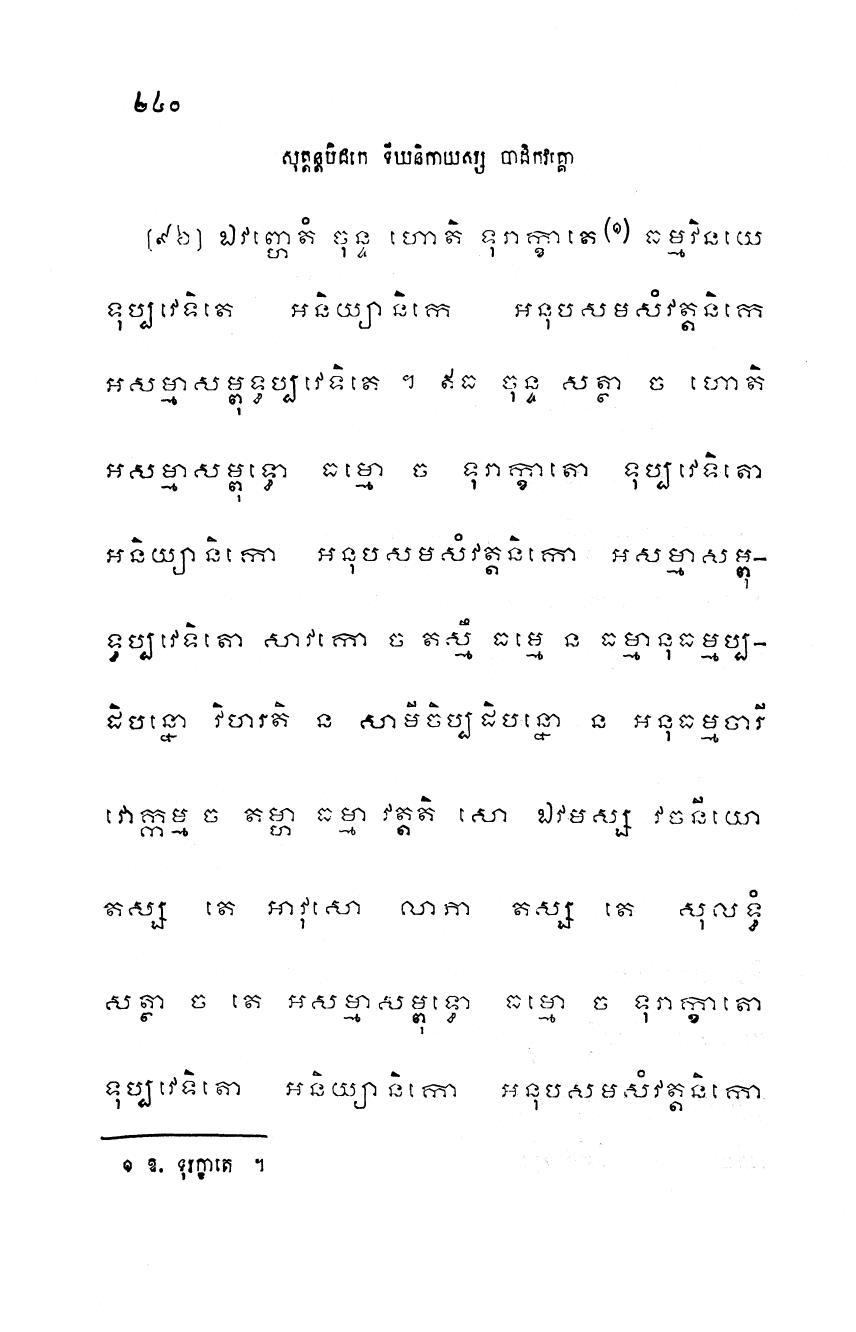 ២៤០
សុត្តន្តបិដកេ ទីឃនិកាយស្ស បាដិកវគ្គោ
[៩៦] ឯវញ្ហេតំ ចុន្ទ ហោតិ ទុរាក្ខាតេ(១) ធម្មវិនយេ
ទុប្បវេទិតេ អនិយ្យានិកេ អនុបសមសំវត្តនិកេ
អសម្មាសម្ពុទ្ធប្បវេទិតេ ។ ឥធ ចុន្ទ សត្ថា ច ហោតិ
អសម្មាសម្ពុទ្ធោ ធម្មោ ច ទុរាក្ខាតោ ទុប្បវេទិតោ
អនិយ្យានិកោ អនុបសមសំវត្តនិកោ អសម្មាសម្ពុ-
ទ្ធប្បវេទិតោ សាវកោ ច តស្មឹ ធម្មេ ន ធម្មានុធម្មប្ប-
ដិបន្នោ វិហរតិ ន សាមីចិប្បដិបន្នោ ន អនុធម្មចារី
វោក្កម្ម ច តម្ហា ធម្មា វត្តតិ សោ ឯវមស្ស វចនីយោ
តស្ស តេ អាវុសោ លាភា តស្ស តេ សុលទ្ធំ
សត្ថា ច តេ អសម្មាសម្ពុទ្ធោ ធម្មោ ច ទុរាក្ខាតោ
ទុប្បវេទិតោ អនិយ្យានិកោ អនុបសមសំវត្តនិកោ
១ ឱ. ទុរក្ខាតេ ។